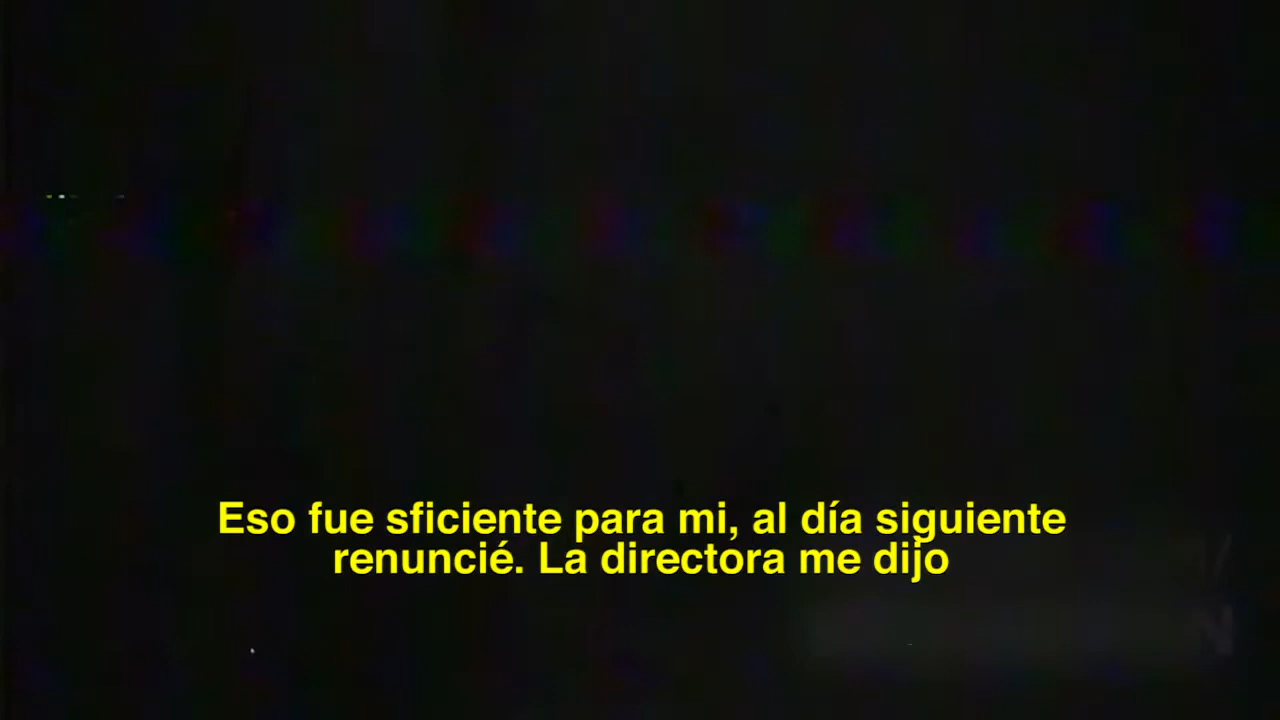 Eso fue sficiente para mi, al día siguiente
renuncié. La directora me dijo